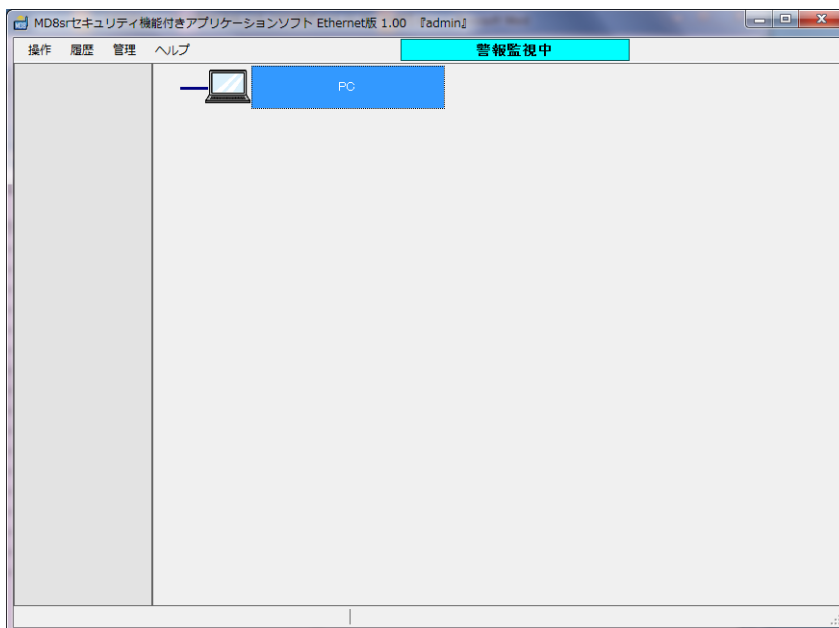 MD8srセキュリティ機能付きアプリケーションソフト Ethernet版 1.00 『admin』
操作 履歴 管理 ヘルプ 警報監視中
PC